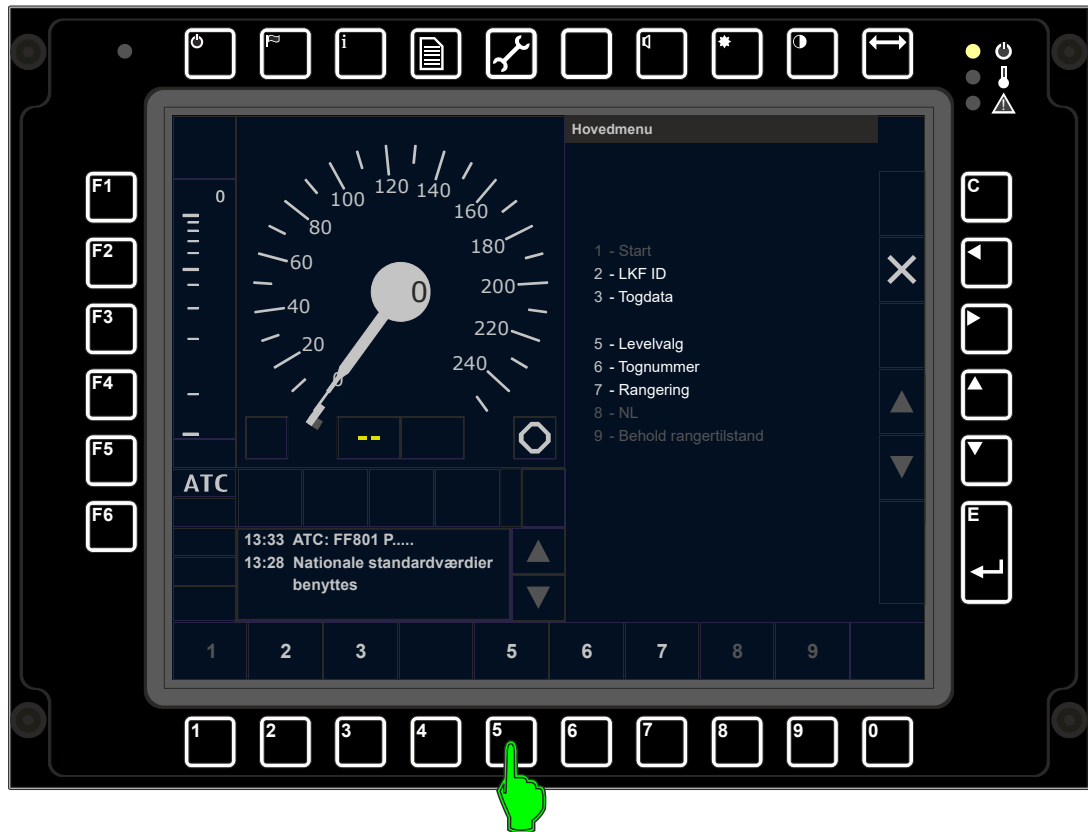 i
F1
F2
F3
F4
F5
F6
C
E
Hovedmenu
0
0
20
40
60
80
100
120
140
160
180
200
220
240
0
1 - Start
2 - LKF ID
3 - Togdata
5 - Levelvalg
6 - Tognummer
7 - Rangering
8 - NL
9 - Behold rangertilstand
--
ATC
13:33 ATC: FF801 P.....
13:28 Nationale standardværdier
benyttes
1 2 3 5 6 7 8 9
1 2 3 4 5 6 7 8 9 0